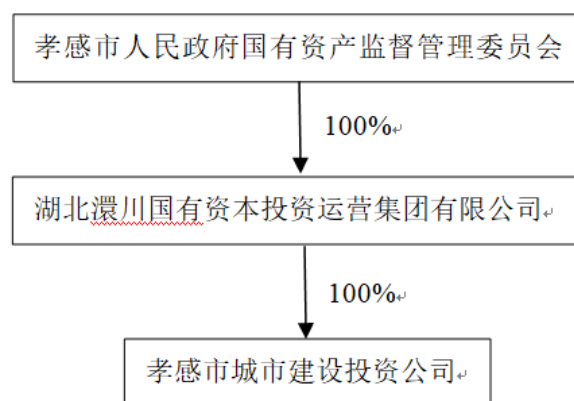 孝感市人民政府国有资产监督管理委员会
100%
湖北澴川国有资本投资运营集团有限公司
100%
孝感市城市建设投资公司